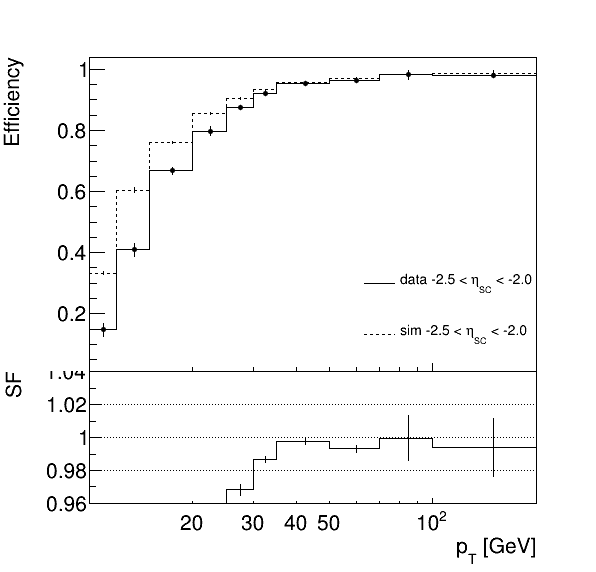 Efficiency
1
0.8
0.6
0.4
0.2
data -2.5 < η_SC < -2.0
sim -2.5 < η_SC < -2.0
SF
1.04
1.02
1
0.98
0.96
20 30 40 50 10²
p_T [GeV]